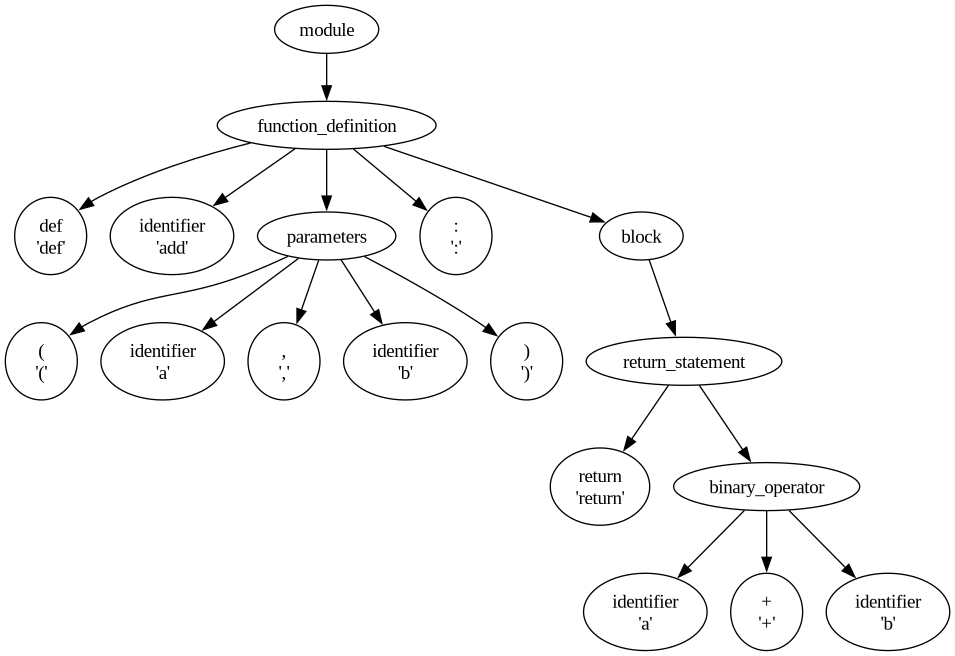 module
function_definition
def
'def'
identifier
'add'
parameters
:
':'
block
(
'('
identifier
'a'
,
','
identifier
'b'
)
')'
return_statement
return
'return'
binary_operator
identifier
'a'
+
'+'
identifier
'b'